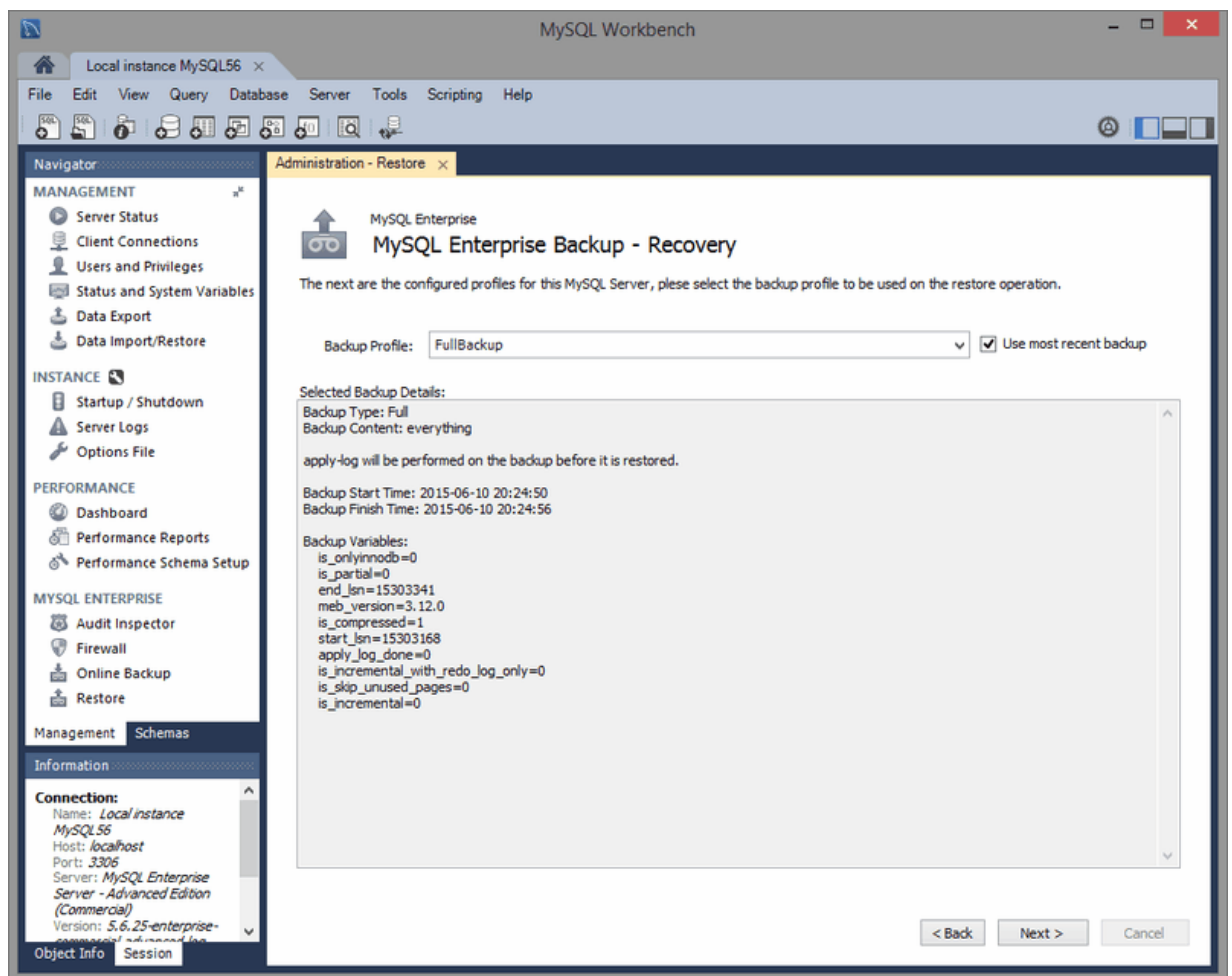 MySQL Workbench
Local instance MySQL56
File Edit View Query Database Server Tools Scripting Help
Navigator
MANAGEMENT
Server Status
Client Connections
Users and Privileges
Status and System Variables
Data Export
Data Import/Restore
INSTANCE
Startup / Shutdown
Server Logs
Options File
PERFORMANCE
Dashboard
Performance Reports
Performance Schema Setup
MYSQL ENTERPRISE
Audit Inspector
Firewall
Online Backup
Restore
Management Schemas
Information
Connection:
Name: Local instance
MySQL56
Host: localhost
Port: 3306
Server: MySQL Enterprise
Server - Advanced Edition
(Commercial)
Version: 5.6.25-enterprise-
commercial-advanced-log
Object Info Session
Administration - Restore
MySQL Enterprise
MySQL Enterprise Backup - Recovery
The next are the configured profiles for this MySQL Server, plese select the backup profile to be used on the restore operation.
Backup Profile: FullBackup Use most recent backup
Selected Backup Details:
Backup Type: Full
Backup Content: everything
apply-log will be performed on the backup before it is restored.
Backup Start Time: 2015-06-10 20:24:50
Backup Finish Time: 2015-06-10 20:24:56
Backup Variables:
is_onlyinnodb=0
is_partial=0
end_lsn=15303341
meb_version=3.12.0
is_compressed=1
start_lsn=15303168
apply_log_done=0
is_incremental_with_redo_log_only=0
is_skip_unused_pages=0
is_incremental=0
< Back Next > Cancel